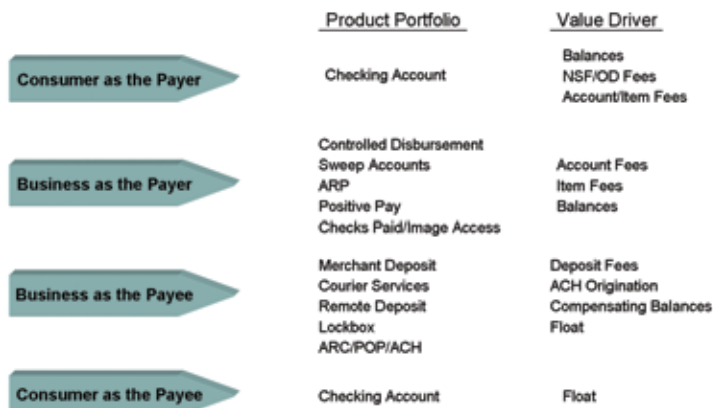 Product Portfolio Value Driver
Consumer as the Payer
Checking Account
Balances
NSF/OD Fees
Account/Item Fees
Business as the Payer
Controlled Disbursement
Sweep Accounts
ARP
Positive Pay
Checks Paid/Image Access
Account Fees
Item Fees
Balances
Business as the Payee
Merchant Deposit
Courier Services
Remote Deposit
Lockbox
ARC/POP/ACH
Deposit Fees
ACH Origination
Compensating Balances
Float
Consumer as the Payee
Checking Account
Float